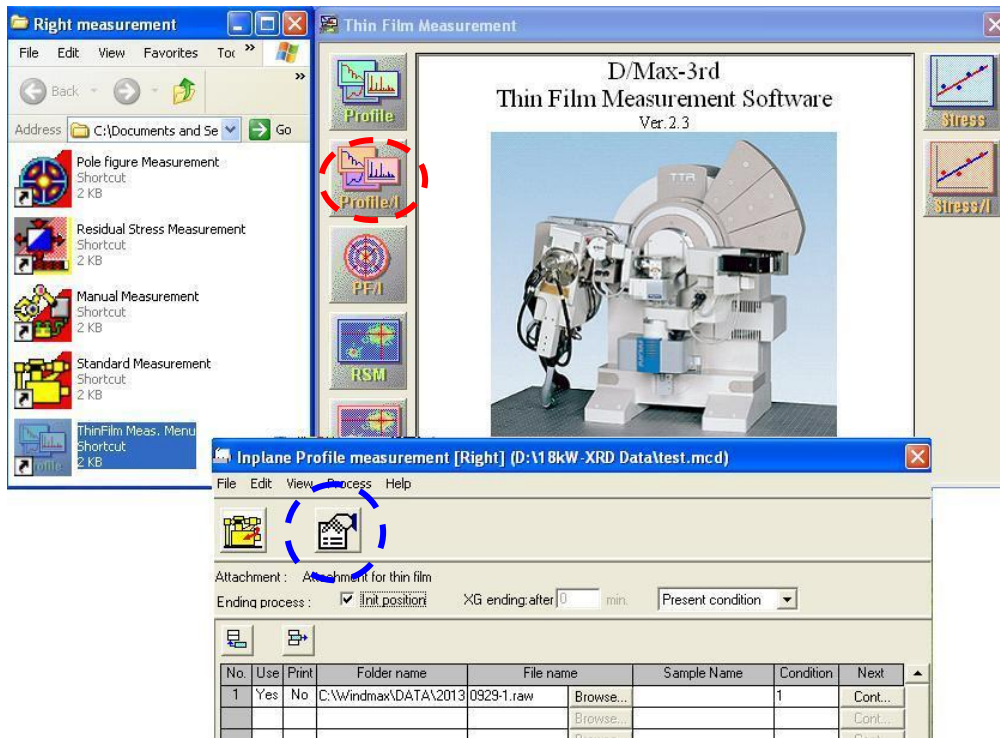 Right measurement
File Edit View Favorites Toc »
Back »
Address C:\Documents and Se Go
Pole figure Measurement
Shortcut
2 KB
Residual Stress Measurement
Shortcut
2 KB
Manual Measurement
Shortcut
2 KB
Standard Measurement
Shortcut
2 KB
ThinFilm Meas. Menu
Shortcut
2 KB
Thin Film Measurement
Profile
Profile/I
PF/I
RSM
D/Max-3rd
Thin Film Measurement Software
Ver.2.3
TTR
Stress
Stress/I
Inplane Profile measurement [Right] (D:\18kW-XRD Data\test.mcd)
File Edit View Process Help
Attachment : Attachment for thin film
Ending process : Init position XG ending:after 0 min. Present condition
No. Use Print Folder name File name Sample Name Condition Next
1 Yes No C:\Windmax\DATA\2013 0929-1.raw Browse... 1 Cont...
Browse... Cont...